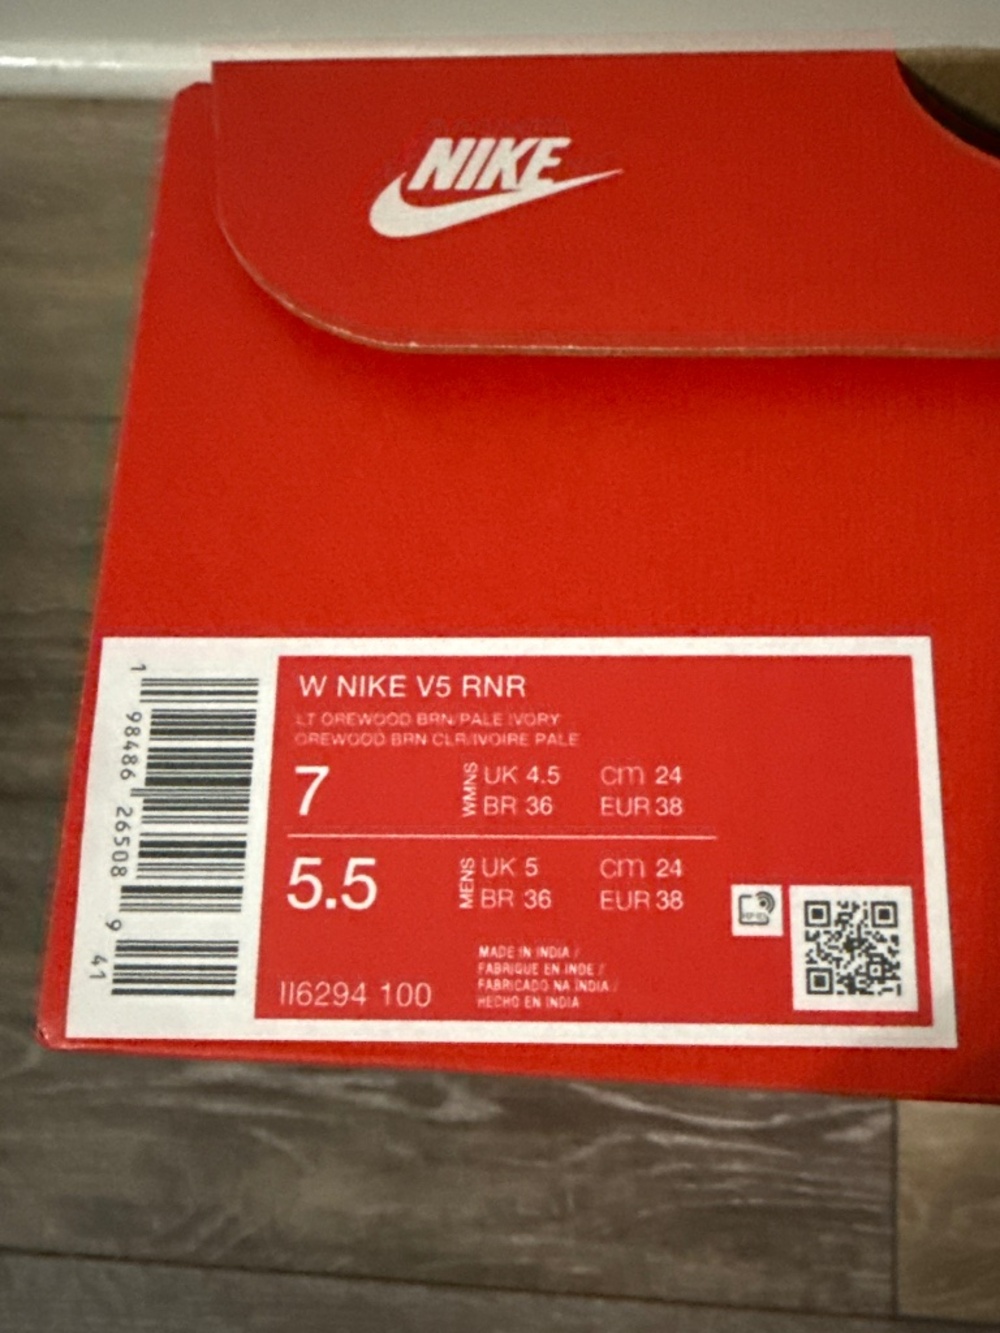 NIKE
W NIKE V5 RNR
LT OREWOOD BRN/PALE IVORY
OREWOOD BRN CLR/IVOIRE PALE
7
WMNS
UK 4.5 cm 24
BR 36 EUR 38
5.5
MENS
UK 5 cm 24
BR 36 EUR 38
II6294 100
MADE IN INDIA /
FABRIQUE EN INDE /
FABRICADO NA INDIA /
HECHO EN INDIA
1 98486 26508 9 41